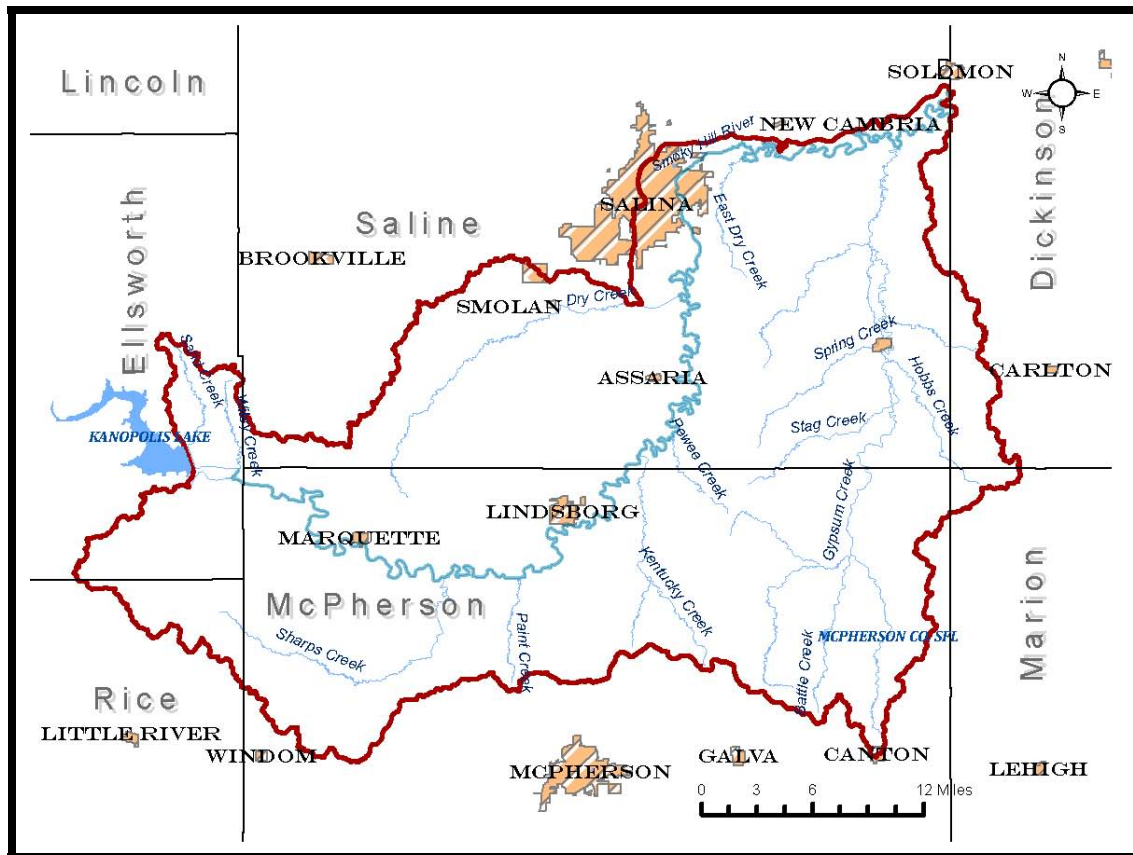 Lincoln
SOLOMON
N
W E
S
Smoky Hill River
NEW CAMBRIA
Dickinson
Ellsworth
Saline
SALINA
East Dry Creek
BROOKVILLE
SMOLAN
Dry Creek
Sand Creek
Spring Creek
ASSARIA
Hobbs Creek
CARLTON
Wiley Creek
KANOPOLIS LAKE
Stag Creek
Pewee Creek
LINDSBORG
MARQUETTE
Gypsum Creek
Kentucky Creek
McPherson
Paint Creek
MCPHERSON CO. SFL
Marion
Sharps Creek
Battle Creek
Rice
LITTLE RIVER
WINDOM
MCPHERSON
GALVA
CANTON
LEHIGH
0 3 6 12 Miles